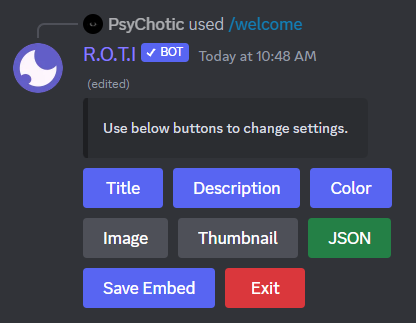 PsyChotic used /welcome
R.O.T.I ✓ BOT Today at 10:48 AM
(edited)
Use below buttons to change settings.
Title Description Color
Image Thumbnail JSON
Save Embed Exit